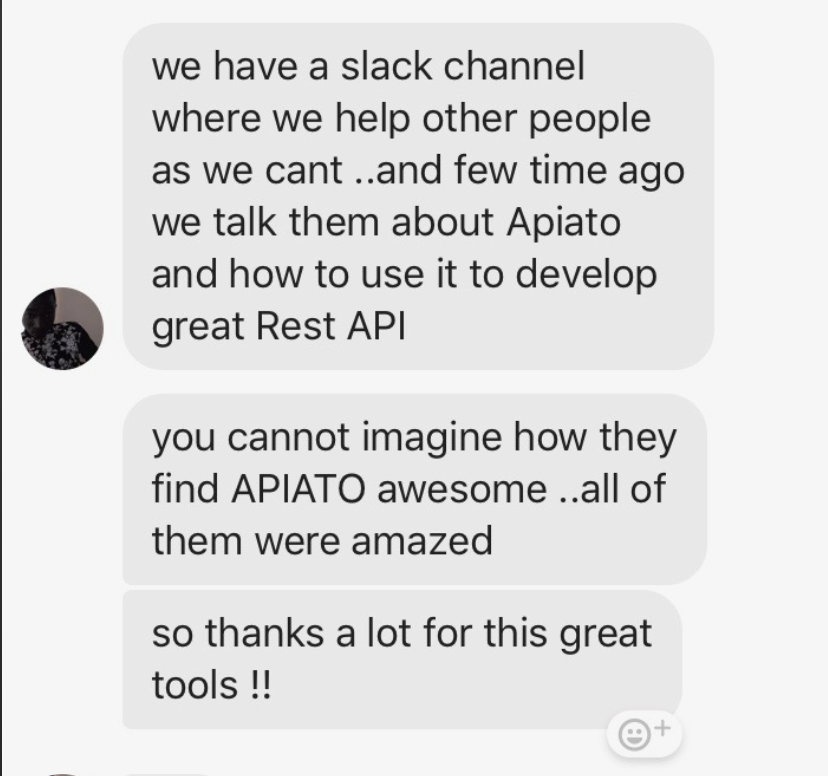 we have a slack channel
where we help other people
as we cant ..and few time ago
we talk them about Apiato
and how to use it to develop
great Rest API
you cannot imagine how they
find APIATO awesome ..all of
them were amazed
so thanks a lot for this great
tools !!